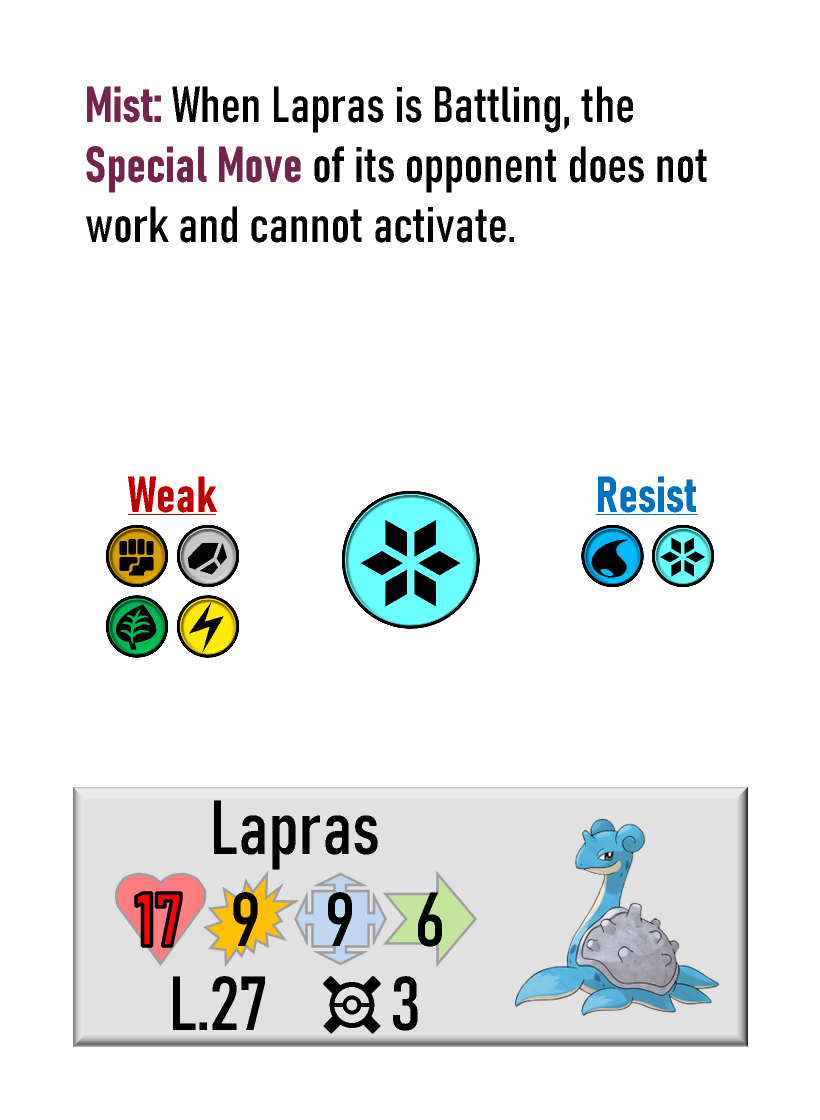 Mist: When Lapras is Battling, the
Special Move of its opponent does not
work and cannot activate.
Weak
Resist
Lapras
17 9 9 6
L.27 3